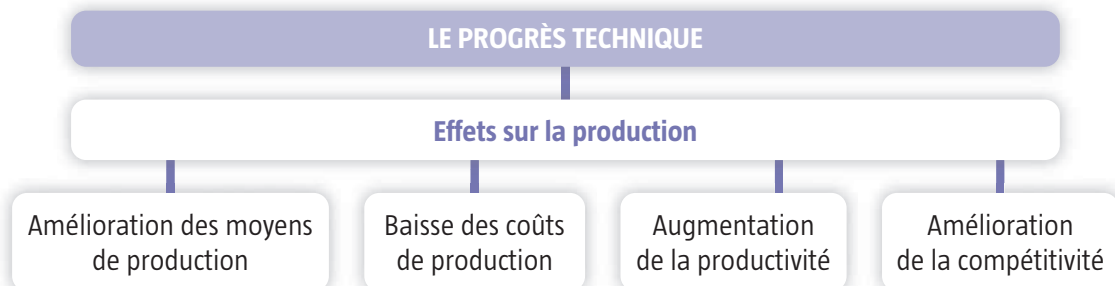 LE PROGRÈS TECHNIQUE
Effets sur la production
Amélioration des moyens
de production
Baisse des coûts
de production
Augmentation
de la productivité
Amélioration
de la compétitivité